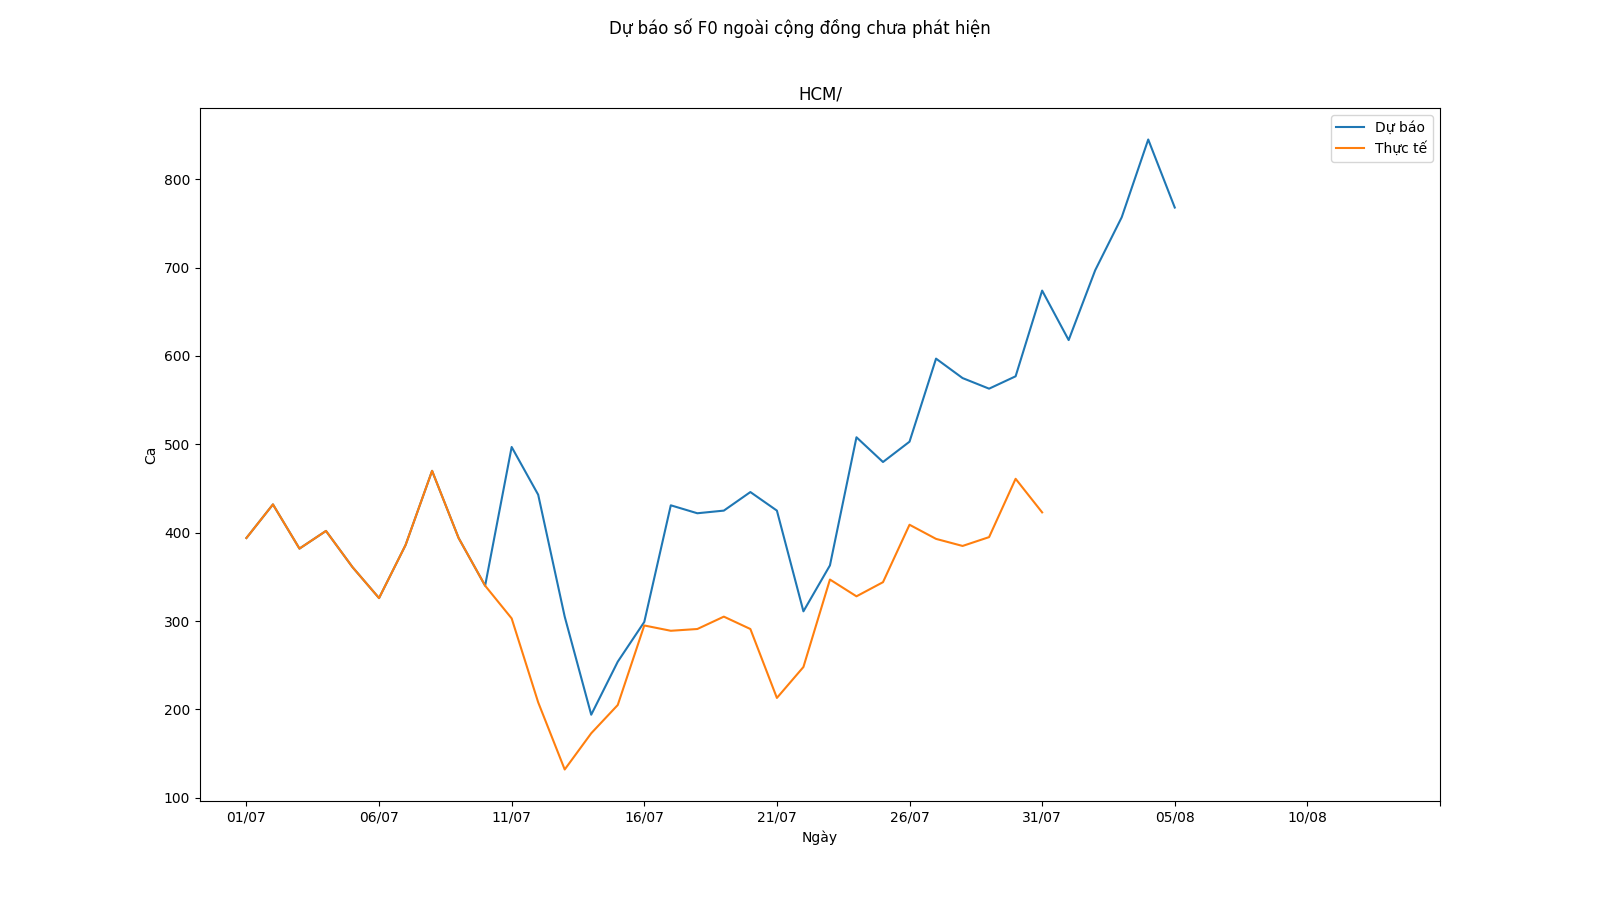 Dự báo số F0 ngoài cộng đồng chưa phát hiện
HCM/
Dự báo
Thực tế
800
700
600
500
400
300
200
100
Ca
01/07 06/07 11/07 16/07 21/07 26/07 31/07 05/08 10/08
Ngày